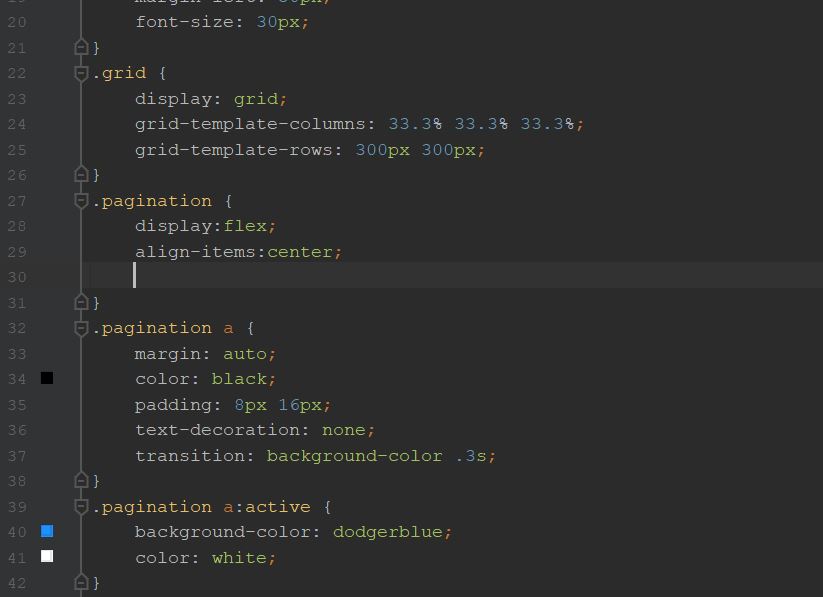 20 font-size: 30px;
21 }
22 .grid {
23 display: grid;
24 grid-template-columns: 33.3% 33.3% 33.3%;
25 grid-template-rows: 300px 300px;
26 }
27 .pagination {
28 display:flex;
29 align-items:center;
30
31 }
32 .pagination a {
33 margin: auto;
34 color: black;
35 padding: 8px 16px;
36 text-decoration: none;
37 transition: background-color .3s;
38 }
39 .pagination a:active {
40 background-color: dodgerblue;
41 color: white;
42 }